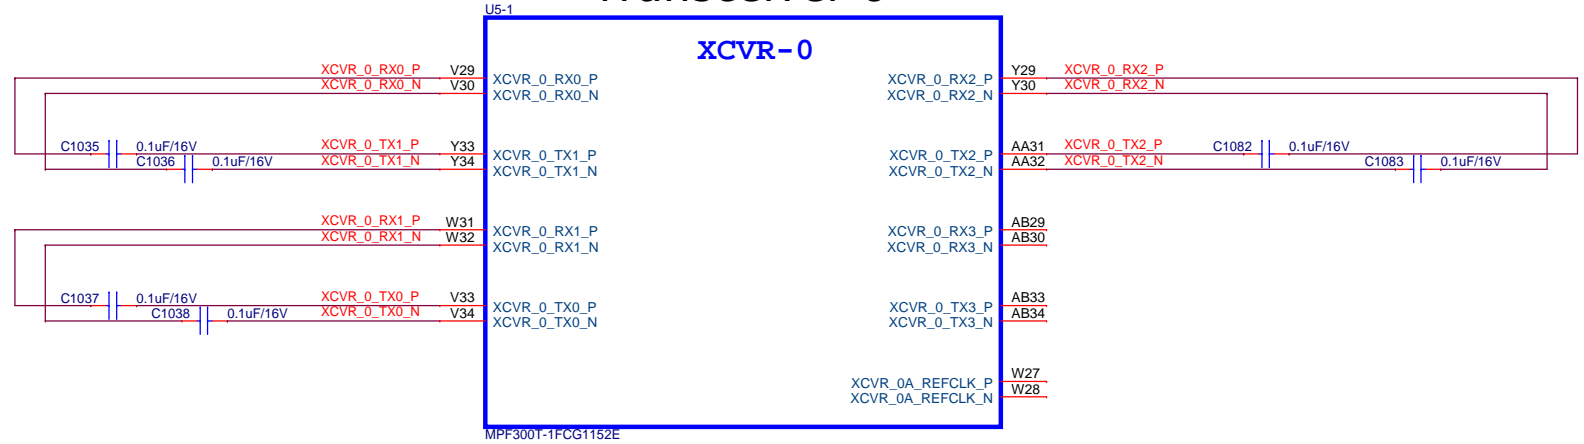 U5-1
XCVR-0
XCVR_0_RX0_P V29 XCVR_0_RX0_P XCVR_0_RX2_P Y29 XCVR_0_RX2_P
XCVR_0_RX0_N V30 XCVR_0_RX0_N XCVR_0_RX2_N Y30 XCVR_0_RX2_N
C1035 0.1uF/16V XCVR_0_TX1_P Y33 XCVR_0_TX1_P XCVR_0_TX2_P AA31 XCVR_0_TX2_P C1082 0.1uF/16V
C1036 0.1uF/16V XCVR_0_TX1_N Y34 XCVR_0_TX1_N XCVR_0_TX2_N AA32 XCVR_0_TX2_N C1083 0.1uF/16V
XCVR_0_RX1_P W31 XCVR_0_RX1_P XCVR_0_RX3_P AB29
XCVR_0_RX1_N W32 XCVR_0_RX1_N XCVR_0_RX3_N AB30
C1037 0.1uF/16V XCVR_0_TX0_P V33 XCVR_0_TX0_P XCVR_0_TX3_P AB33
C1038 0.1uF/16V XCVR_0_TX0_N V34 XCVR_0_TX0_N XCVR_0_TX3_N AB34
XCVR_0A_REFCLK_P W27
XCVR_0A_REFCLK_N W28
MPF300T-1FCG1152E